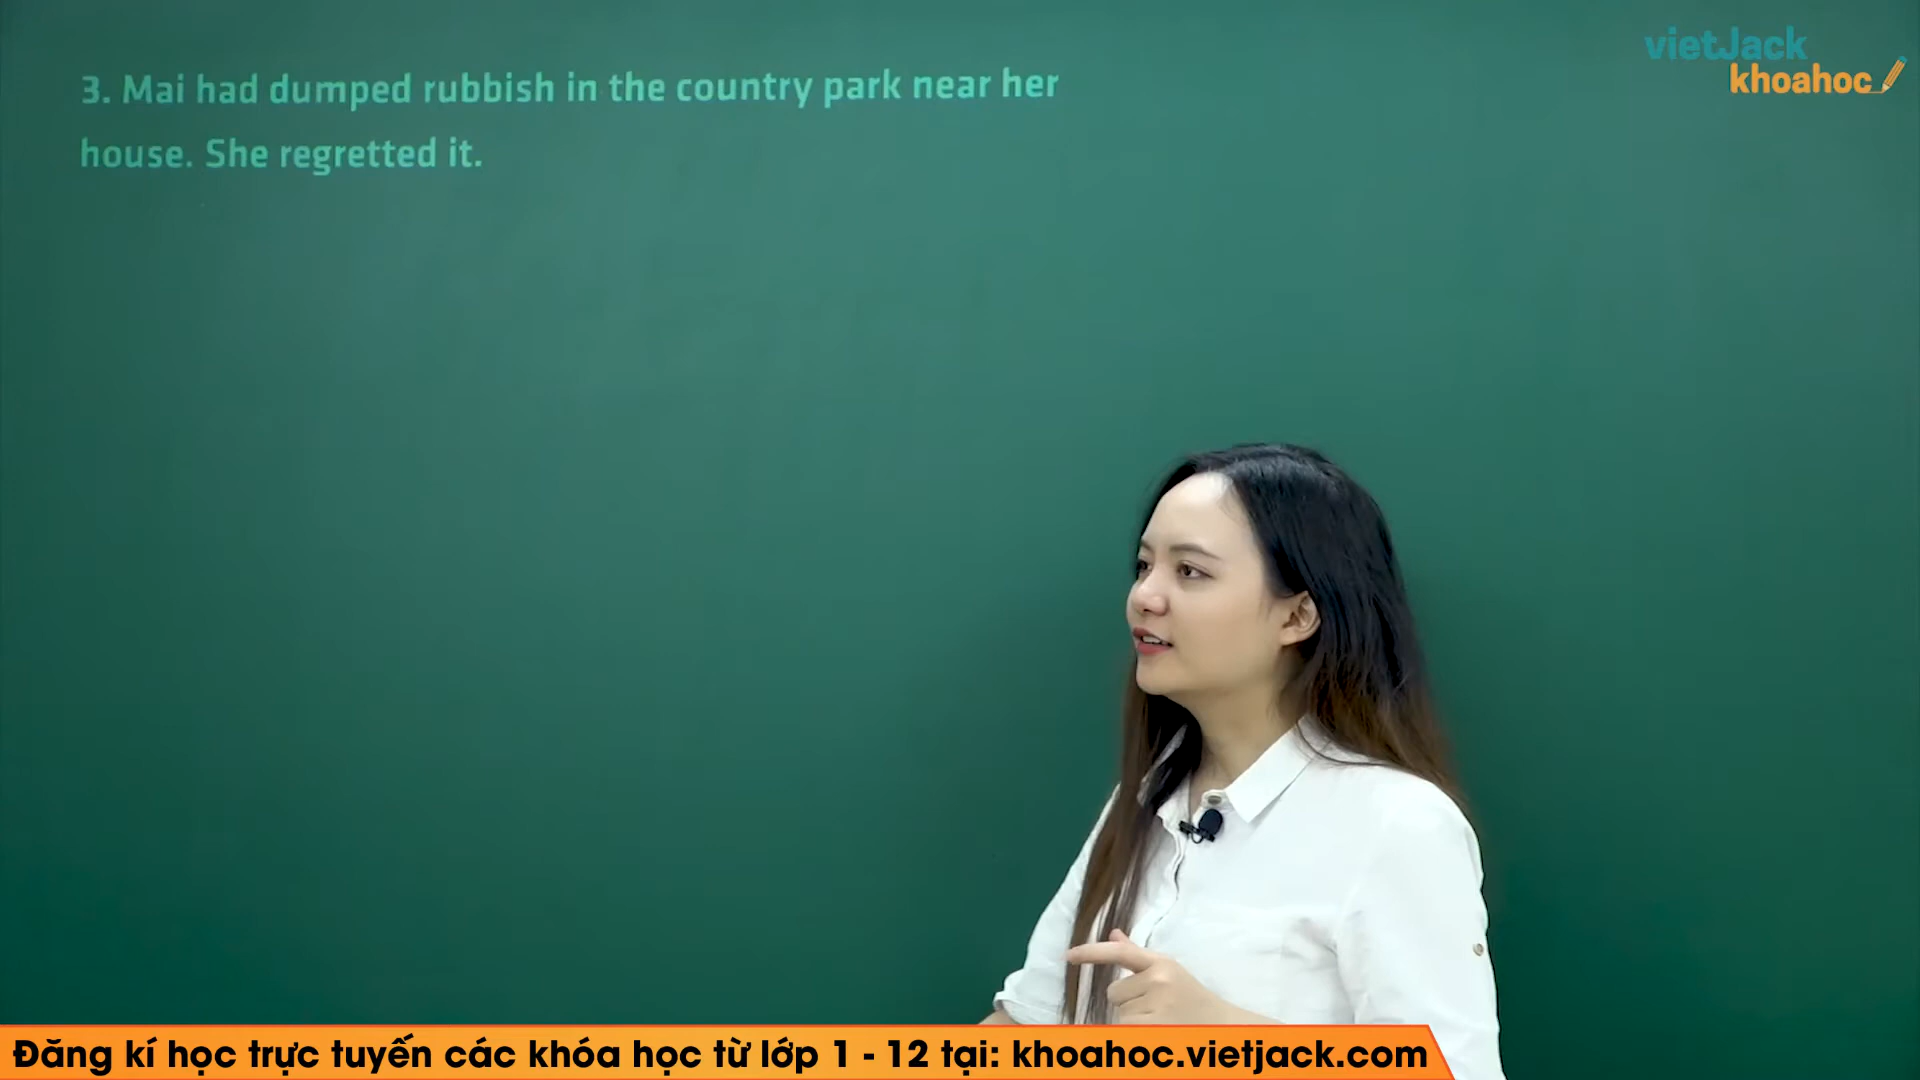 vietJack
khoahoc
3. Mai had dumped rubbish in the country park near her
house. She regretted it.
Đăng kí học trực tuyến các khóa học từ lớp 1 - 12 tại: khoahoc.vietjack.com